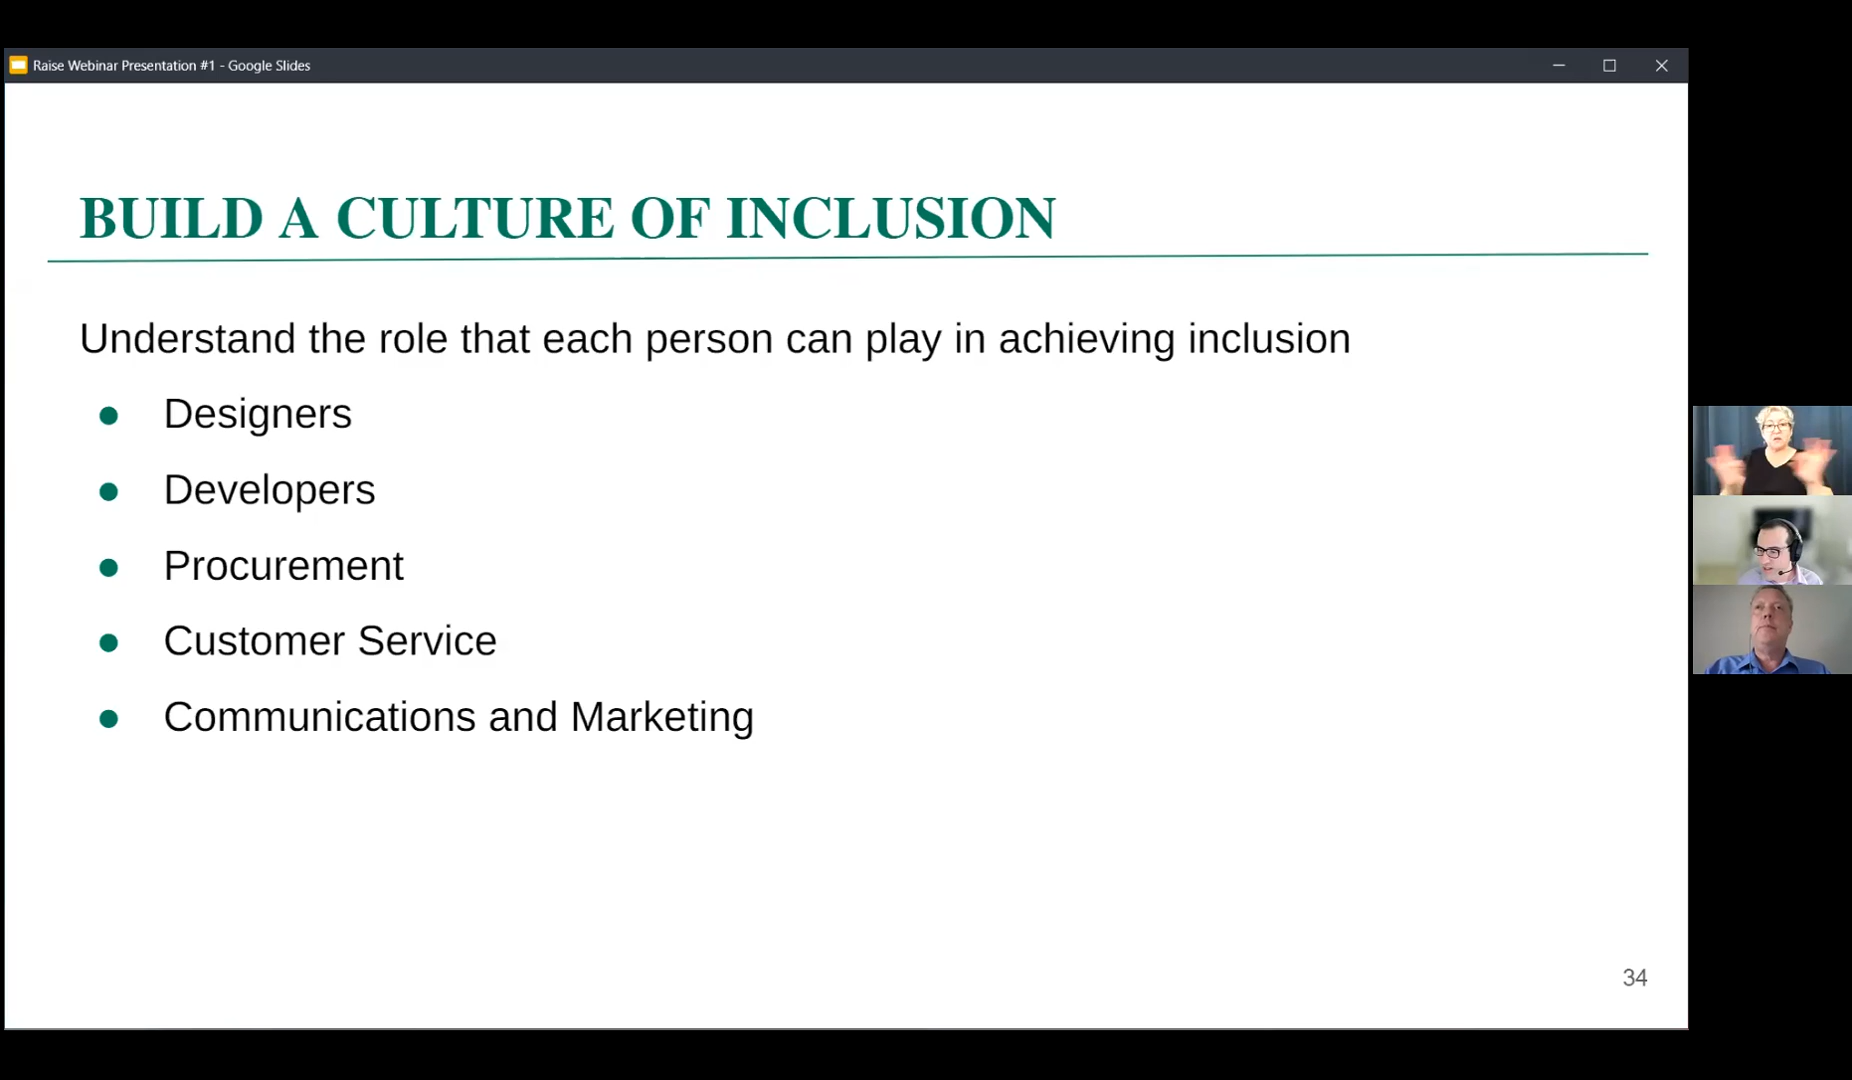 Raise Webinar Presentation #1 - Google Slides
BUILD A CULTURE OF INCLUSION
Understand the role that each person can play in achieving inclusion
● Designers
● Developers
● Procurement
● Customer Service
● Communications and Marketing
34